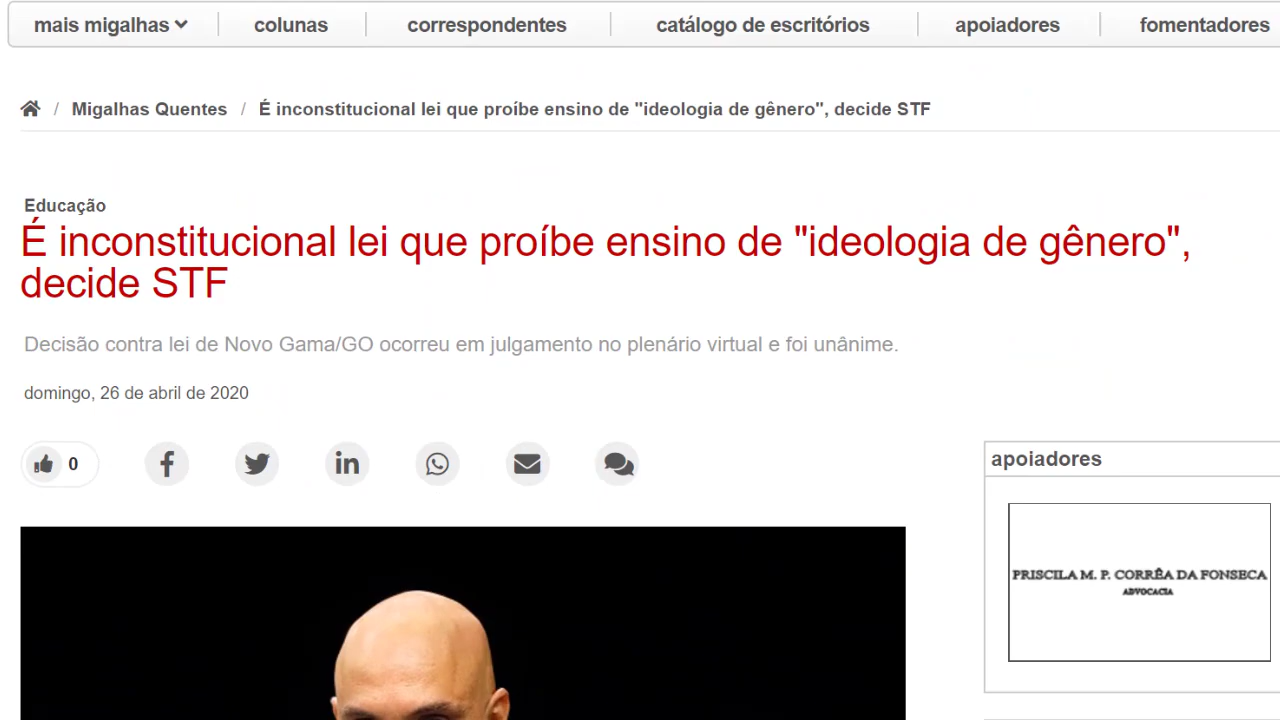 mais migalhas
colunas
correspondentes
catálogo de escritórios
apoiadores
fomentadores
/ Migalhas Quentes / É inconstitucional lei que proíbe ensino de "ideologia de gênero", decide STF
Educação
É inconstitucional lei que proíbe ensino de "ideologia de gênero",
decide STF
Decisão contra lei de Novo Gama/GO ocorreu em julgamento no plenário virtual e foi unânime.
domingo, 26 de abril de 2020
0
apoiadores
PRISCILA M. P. CORRÊA DA FONSECA
ADVOCACIA